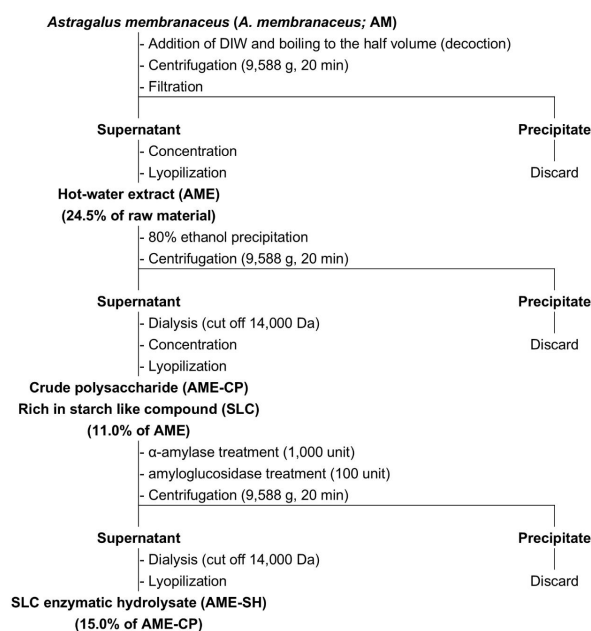 Astragalus membranaceus (A. membranaceus; AM)
- Addition of DIW and boiling to the half volume (decoction)
- Centrifugation (9,588 g, 20 min)
- Filtration
Supernatant Precipitate
- Concentration
- Lyopilization Discard
Hot-water extract (AME)
(24.5% of raw material)
- 80% ethanol precipitation
- Centrifugation (9,588 g, 20 min)
Supernatant Precipitate
- Dialysis (cut off 14,000 Da)
- Concentration Discard
- Lyopilization
Crude polysaccharide (AME-CP)
Rich in starch like compound (SLC)
(11.0% of AME)
- α-amylase treatment (1,000 unit)
- amyloglucosidase treatment (100 unit)
- Centrifugation (9,588 g, 20 min)
Supernatant Precipitate
- Dialysis (cut off 14,000 Da)
- Lyopilization Discard
SLC enzymatic hydrolysate (AME-SH)
(15.0% of AME-CP)